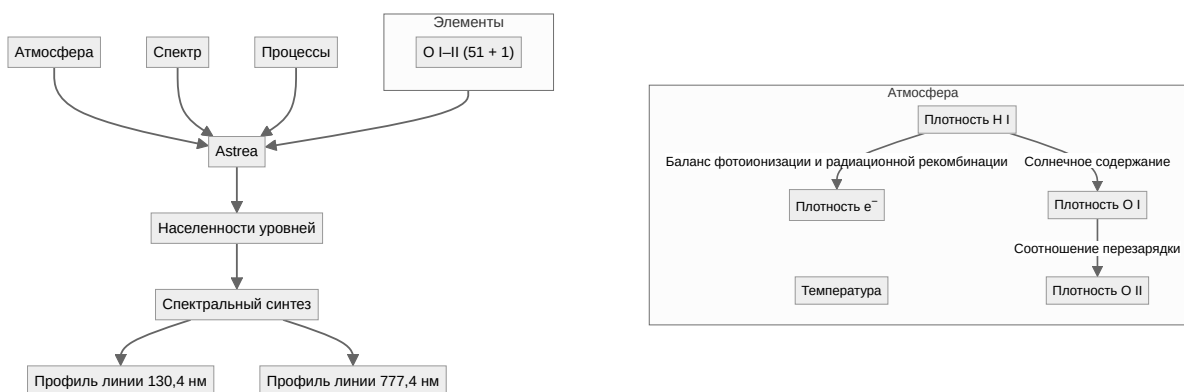 Элементы
Атмосфера
Спектр
Процессы
O I–II (51 + 1)
Astrea
Населенности уровней
Спектральный синтез
Профиль линии 130,4 нм
Профиль линии 777,4 нм
Атмосфера
Плотность H I
Баланс фотоионизации и радиационной рекомбинации
Солнечное содержание
Плотность e⁻
Плотность O I
Соотношение перезарядки
Температура
Плотность O II